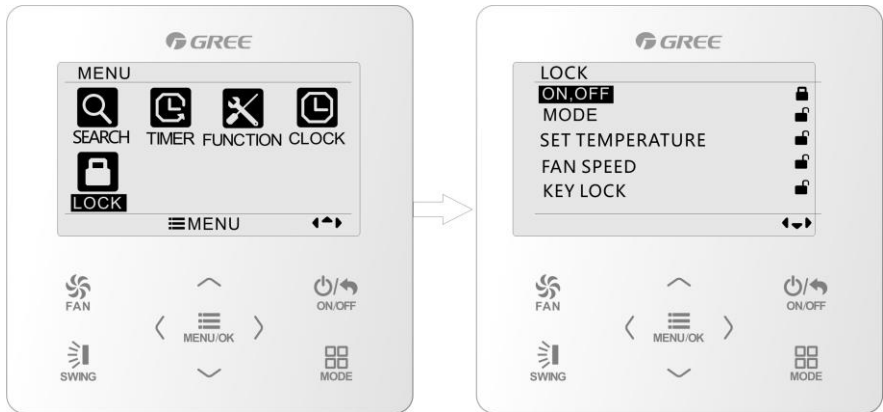 GREE
MENU
SEARCH TIMER FUNCTION CLOCK
LOCK
MENU
FAN
ON/OFF
MENU/OK
SWING
MODE
GREE
LOCK
ON,OFF
MODE
SET TEMPERATURE
FAN SPEED
KEY LOCK
FAN
ON/OFF
MENU/OK
SWING
MODE